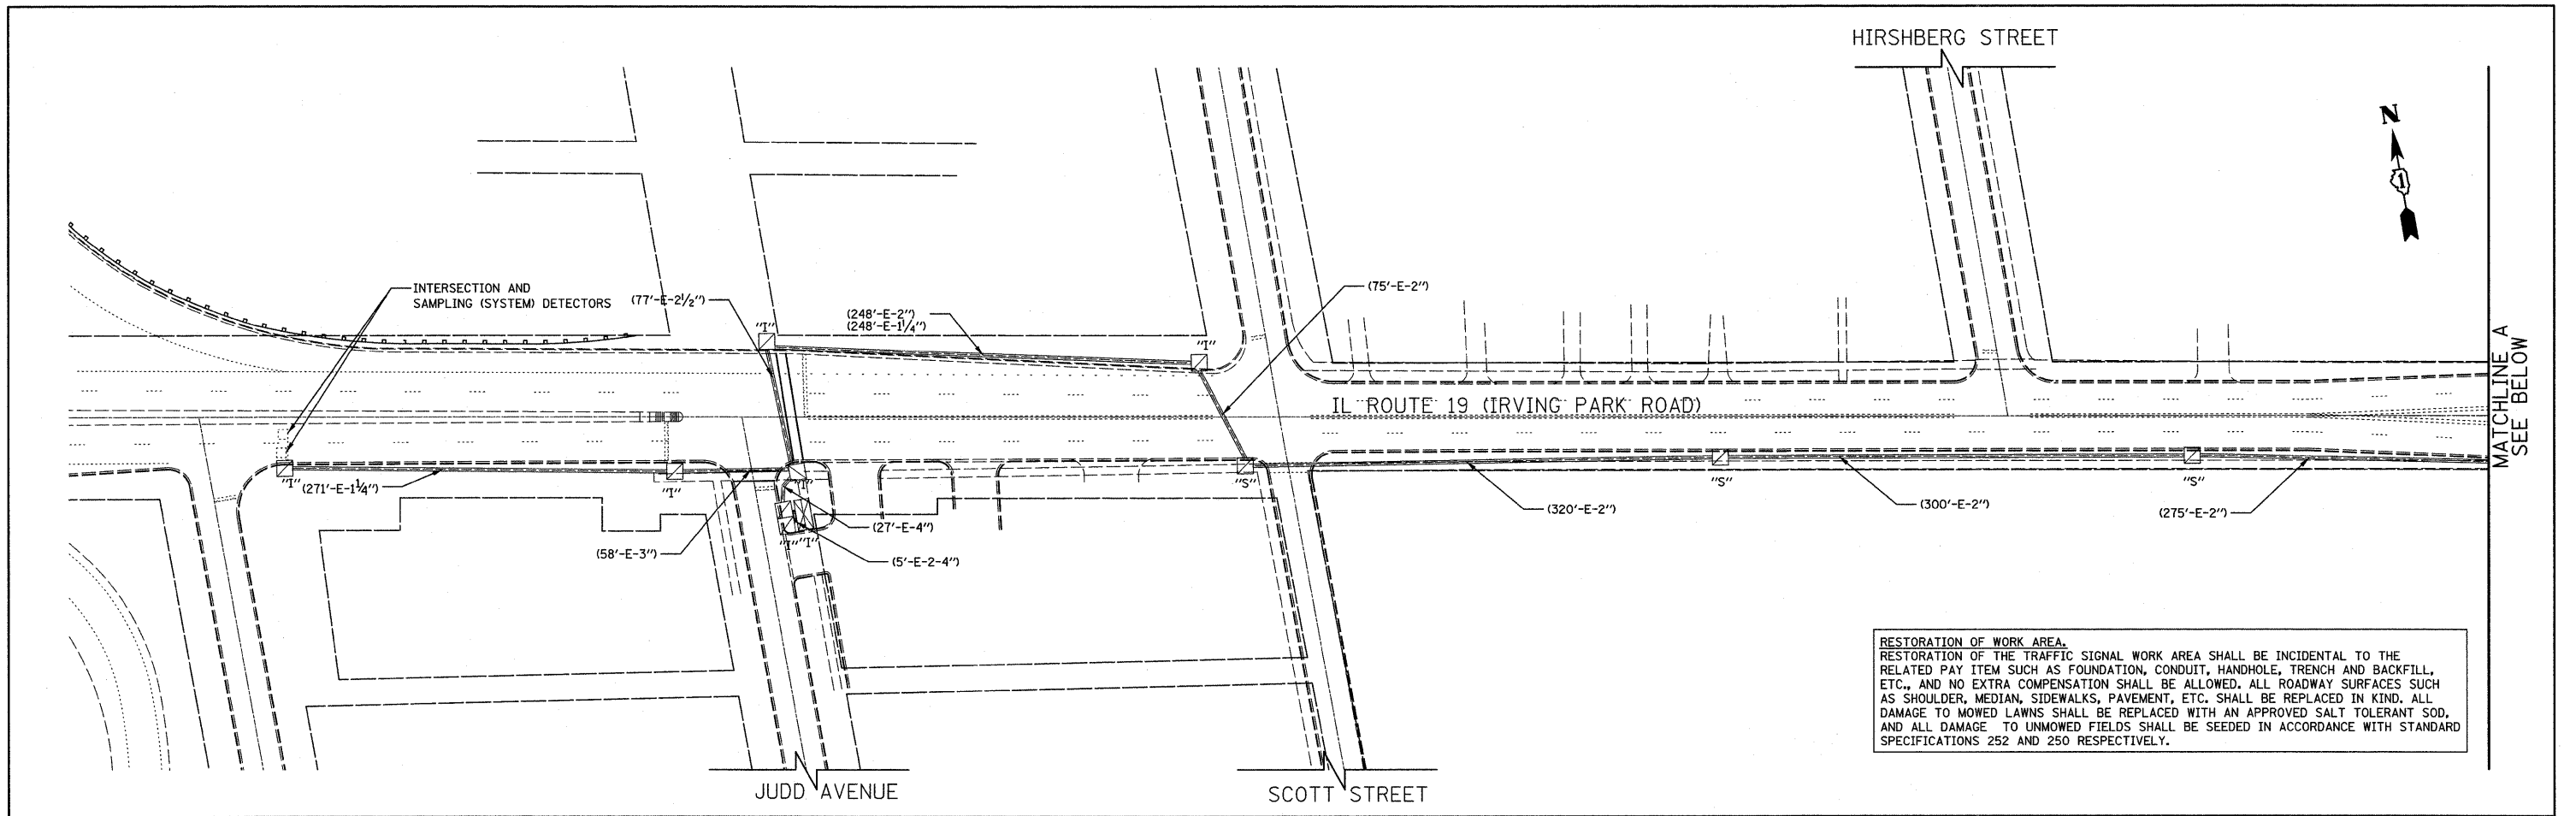 HIRSHBERG STREET
N
1
INTERSECTION AND
SAMPLING (SYSTEM) DETECTORS
(77'-E-2½")
(248'-E-2")
(248'-E-1¼")
(75'-E-2")
"I"
"I"
IL ROUTE 19 (IRVING PARK ROAD)
MATCHLINE A
SEE BELOW
"I"
(271'-E-1¼")
"I"
"I"
"S"
"S"
"S"
(320'-E-2")
(300'-E-2")
(275'-E-2")
(27'-E-4")
(58'-E-3")
"I"
"I"
(5'-E-2-4")
RESTORATION OF WORK AREA.
RESTORATION OF THE TRAFFIC SIGNAL WORK AREA SHALL BE INCIDENTAL TO THE
RELATED PAY ITEM SUCH AS FOUNDATION, CONDUIT, HANDHOLE, TRENCH AND BACKFILL,
ETC., AND NO EXTRA COMPENSATION SHALL BE ALLOWED. ALL ROADWAY SURFACES SUCH
AS SHOULDER, MEDIAN, SIDEWALKS, PAVEMENT, ETC. SHALL BE REPLACED IN KIND. ALL
DAMAGE TO MOWED LAWNS SHALL BE REPLACED WITH AN APPROVED SALT TOLERANT SOD,
AND ALL DAMAGE TO UNMOWED FIELDS SHALL BE SEEDED IN ACCORDANCE WITH STANDARD
SPECIFICATIONS 252 AND 250 RESPECTIVELY.
JUDD AVENUE
SCOTT STREET